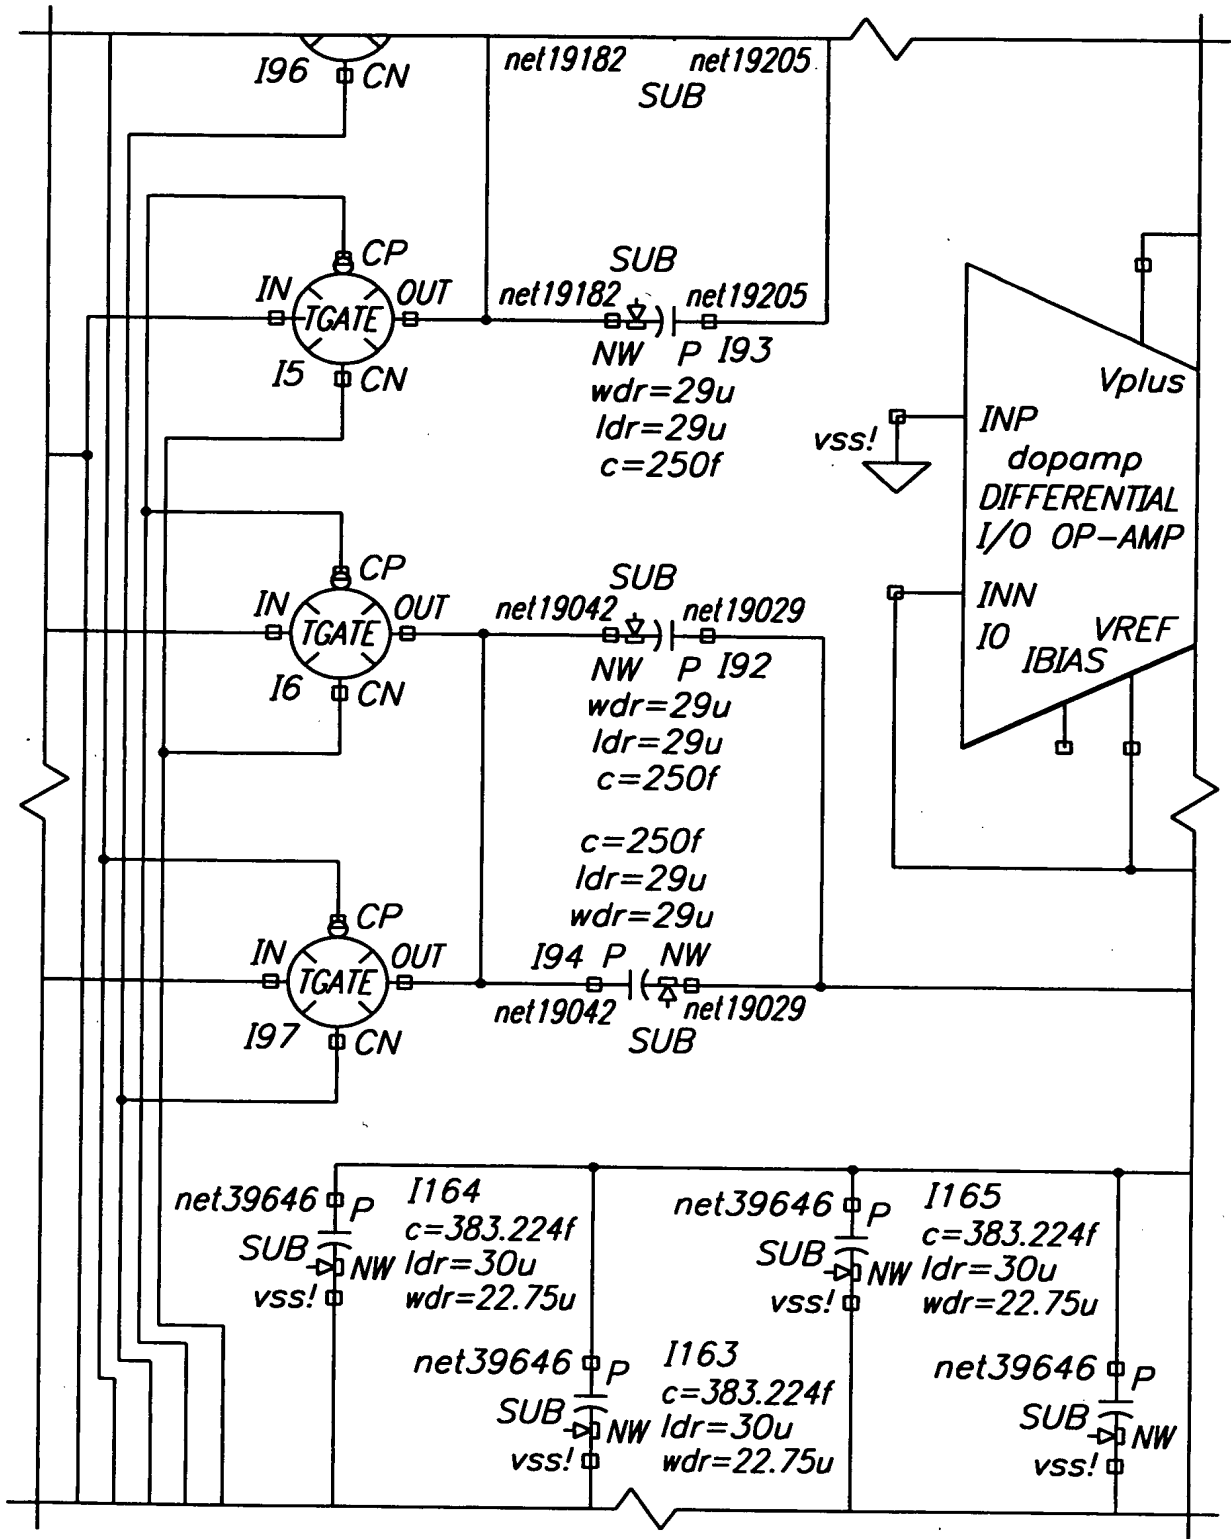 net19182 net19205
I96 CN
SUB
CP
SUB
IN OUT net19182 net19205
TGATE
NW P I93
I5 CN
wdr=29u
Vplus
ldr=29u
INP
vss!
c=250f
dopamp
DIFFERENTIAL
I/O OP-AMP
CP
SUB
IN OUT net19042 net19029
INN
TGATE
IO VREF
IBIAS
NW P I92
I6 CN
wdr=29u
ldr=29u
c=250f
c=250f
ldr=29u
wdr=29u
CP
IN OUT I94 P NW
TGATE
net19042 net19029
I97 CN
SUB
net39646 P I164
c=383.224f
SUB NW ldr=30u
vss! wdr=22.75u
net39646 P I165
c=383.224f
SUB NW ldr=30u
vss! wdr=22.75u
net39646 P I163
c=383.224f
SUB NW ldr=30u
vss! wdr=22.75u
net39646 P
SUB NW
vss!